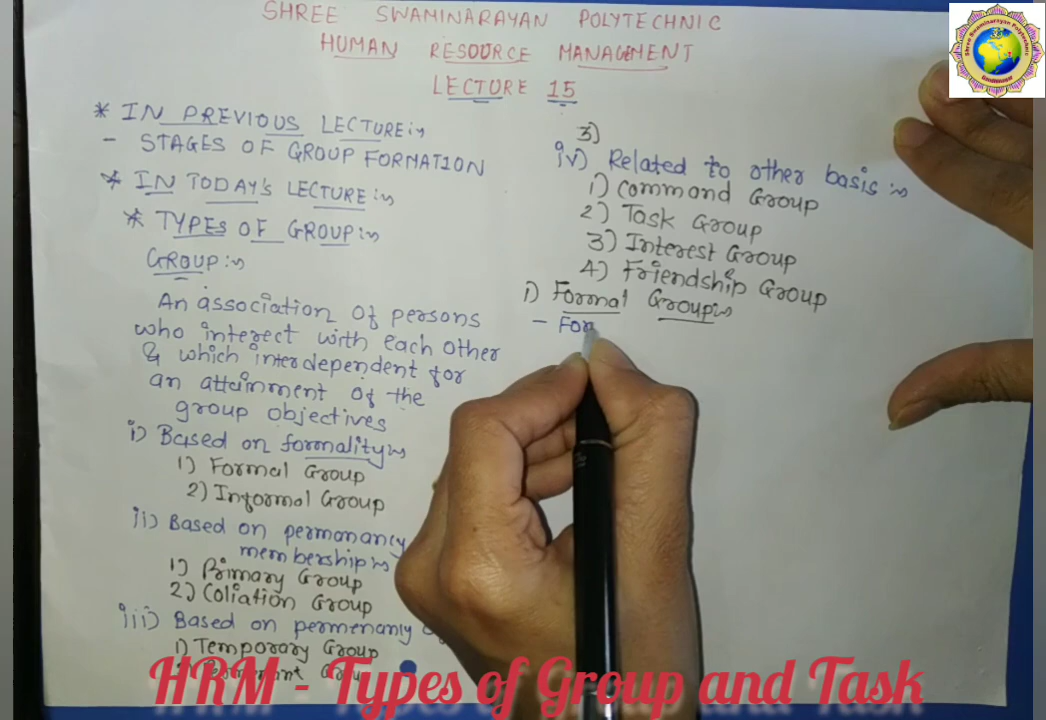 SHREE SWAMINARAYAN POLYTECHNIC
HUMAN RESOURCE MANAGEMENT
LECTURE 15
* IN PREVIOUS LECTURE :-
- STAGES OF GROUP FORMATION
* IN TODAY'S LECTURE :-
* TYPES OF GROUP :-
GROUP :-
An association of persons
who interect with each other
& which interdependent for
an attainment of the
group objectives
i) Based on formality :-
1) Formal Group
2) Informal Group
ii) Based on permanancy
membership :-
1) Primary Group
2) Coliation Group
iii) Based on permenanly
1) Temporary Group
3)
iv) Related to other basis :-
1) Command Group
2) Task Group
3) Interest Group
4) Friendship Group
i) Formal Group :-
- For
HRM - Types of Group and Task
Shree Swaminarayan Polytechnic